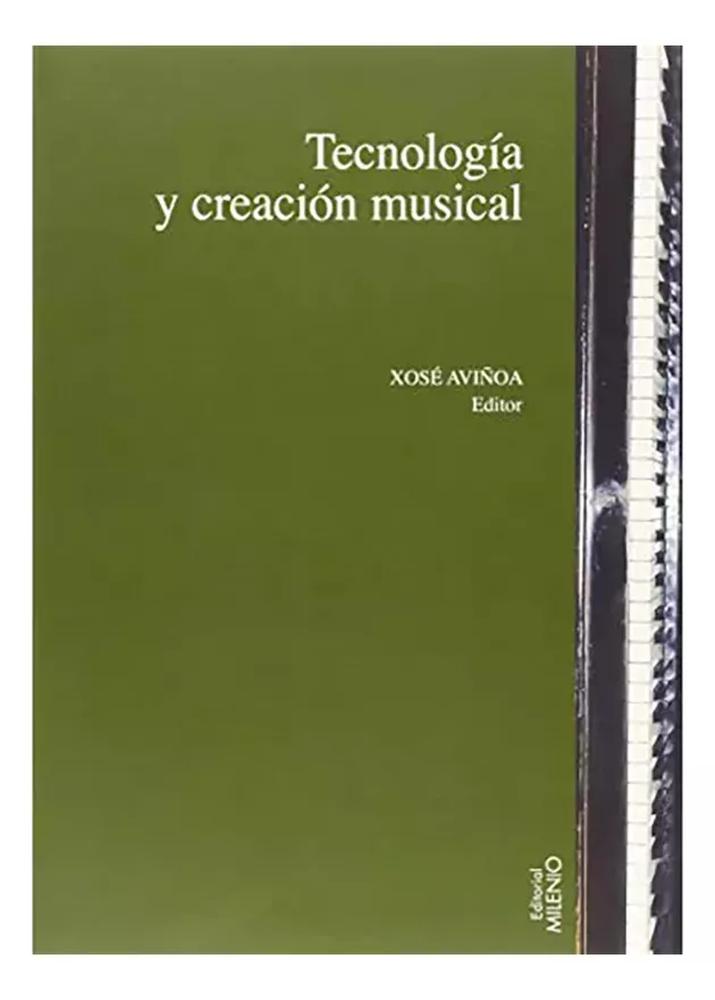 Tecnología
y creación musical
XOSÉ AVIÑOA
Editor
Editorial
MILENIO